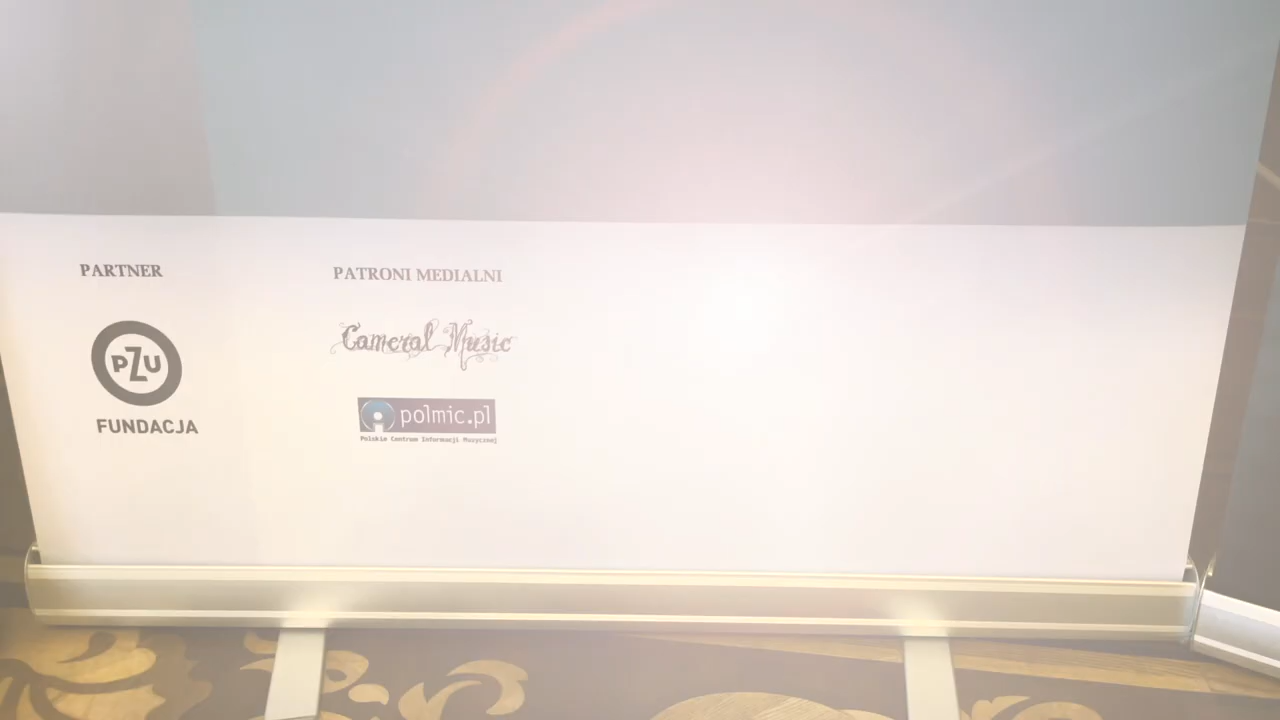 PARTNER
PZU
FUNDACJA
PATRONI MEDIALNI
Cameral Music
polmic.pl
Polskie Centrum Informacji Muzycznej